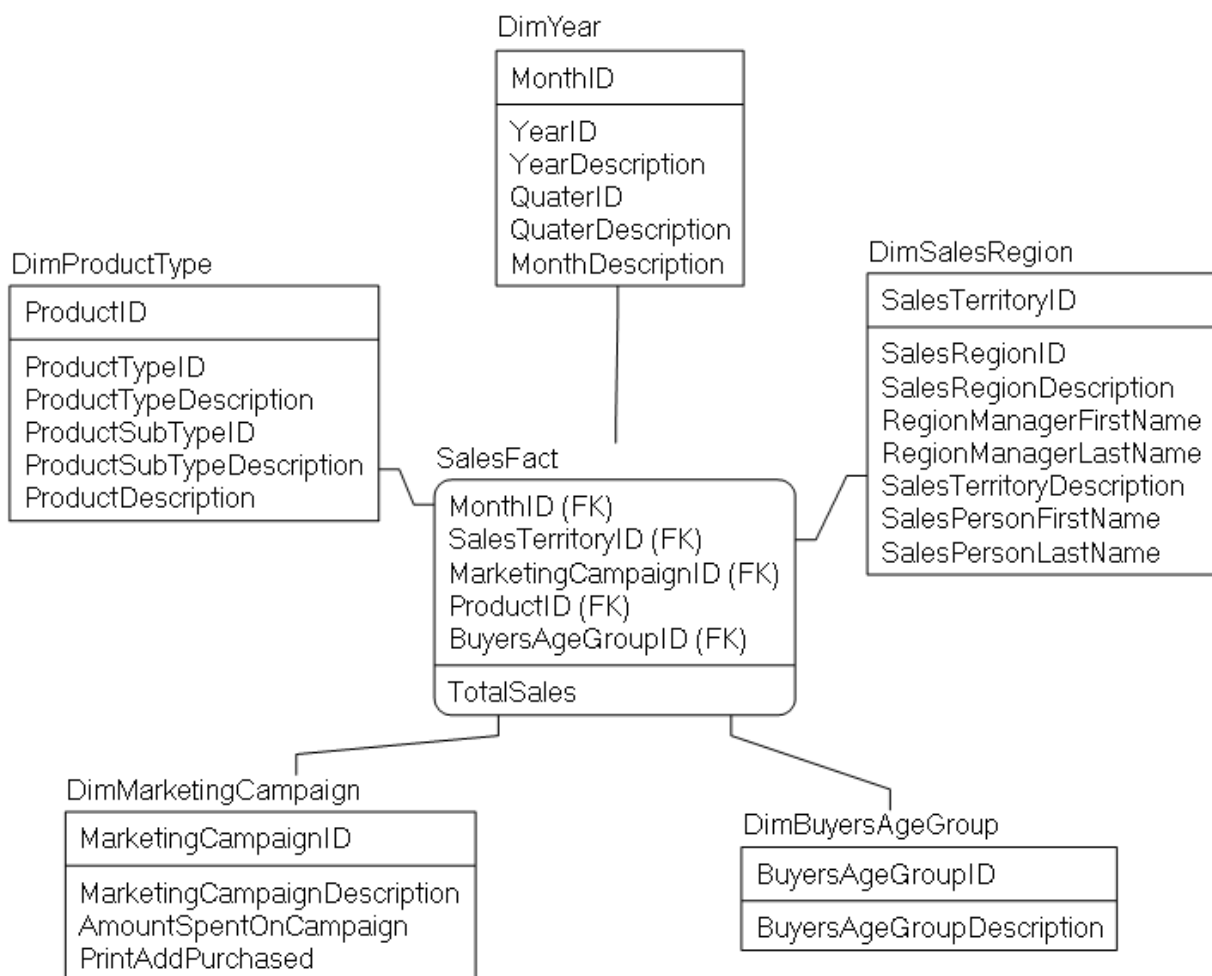 DimYear
MonthID
YearID
YearDescription
QuaterID
QuaterDescription
MonthDescription
DimProductType
ProductID
ProductTypeID
ProductTypeDescription
ProductSubTypeID
ProductSubTypeDescription
ProductDescription
DimSalesRegion
SalesTerritoryID
SalesRegionID
SalesRegionDescription
RegionManagerFirstName
RegionManagerLastName
SalesTerritoryDescription
SalesPersonFirstName
SalesPersonLastName
SalesFact
MonthID (FK)
SalesTerritoryID (FK)
MarketingCampaignID (FK)
ProductID (FK)
BuyersAgeGroupID (FK)
TotalSales
DimMarketingCampaign
MarketingCampaignID
MarketingCampaignDescription
AmountSpentOnCampaign
PrintAddPurchased
DimBuyersAgeGroup
BuyersAgeGroupID
BuyersAgeGroupDescription